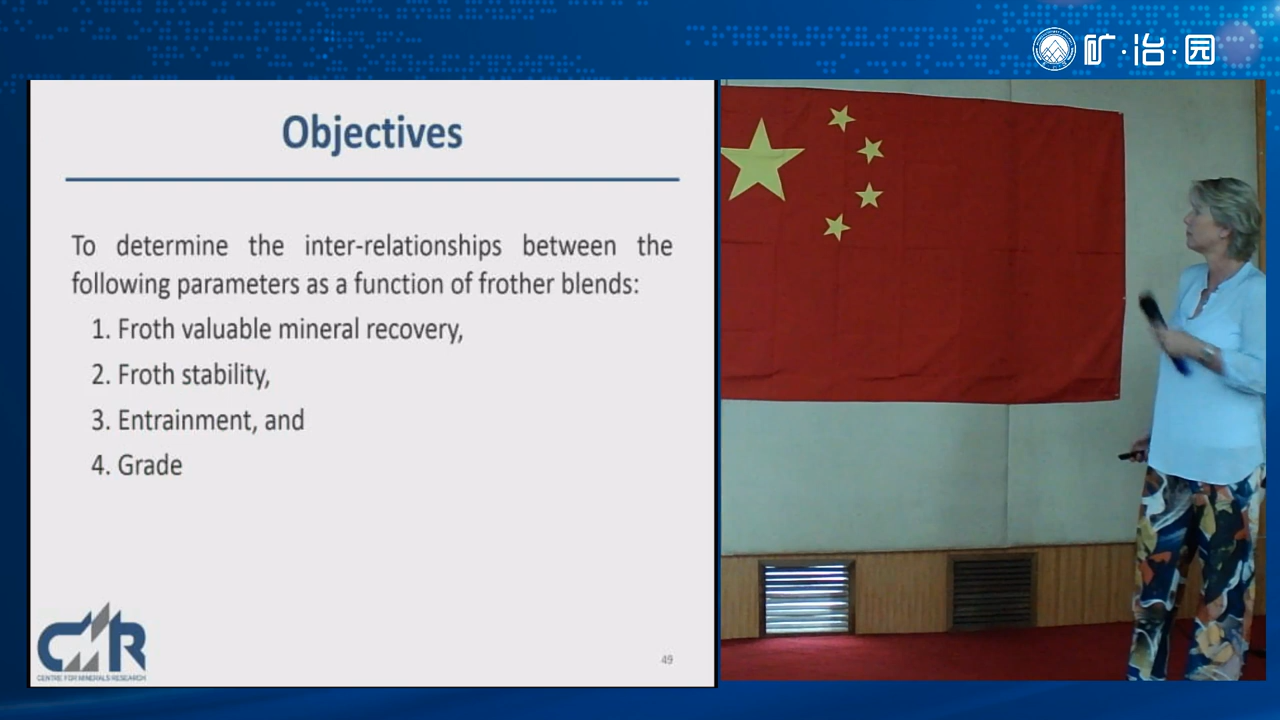 矿·冶·园
Objectives
To determine the inter-relationships between the
following parameters as a function of frother blends:
1. Froth valuable mineral recovery,
2. Froth stability,
3. Entrainment, and
4. Grade
CMR
CENTRE FOR MINERALS RESEARCH
49